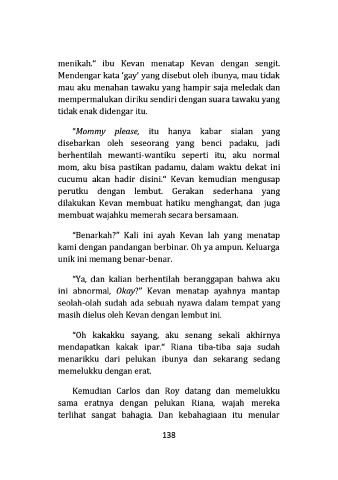 menikah.” ibu Kevan menatap Kevan dengan sengit.
Mendengar kata ‘gay’ yang disebut oleh ibunya, mau tidak
mau aku menahan tawaku yang hampir saja meledak dan
mempermalukan diriku sendiri dengan suara tawaku yang
tidak enak didengar itu.
“Mommy please, itu hanya kabar sialan yang
disebarkan oleh seseorang yang benci padaku, jadi
berhentilah mewanti-wantiku seperti itu, aku normal
mom, aku bisa pastikan padamu, dalam waktu dekat ini
cucumu akan hadir disini.” Kevan kemudian mengusap
perutku dengan lembut. Gerakan sederhana yang
dilakukan Kevan membuat hatiku menghangat, dan juga
membuat wajahku memerah secara bersamaan.
“Benarkah?” Kali ini ayah Kevan lah yang menatap
kami dengan pandangan berbinar. Oh ya ampun. Keluarga
unik ini memang benar-benar.
“Ya, dan kalian berhentilah beranggapan bahwa aku
ini abnormal, Okay?” Kevan menatap ayahnya mantap
seolah-olah sudah ada sebuah nyawa dalam tempat yang
masih dielus oleh Kevan dengan lembut ini.
“Oh kakakku sayang, aku senang sekali akhirnya
mendapatkan kakak ipar.” Riana tiba-tiba saja sudah
menarikku dari pelukan ibunya dan sekarang sedang
memelukku dengan erat.
Kemudian Carlos dan Roy datang dan memelukku
sama eratnya dengan pelukan Riana, wajah mereka
terlihat sangat bahagia. Dan kebahagiaan itu menular
138